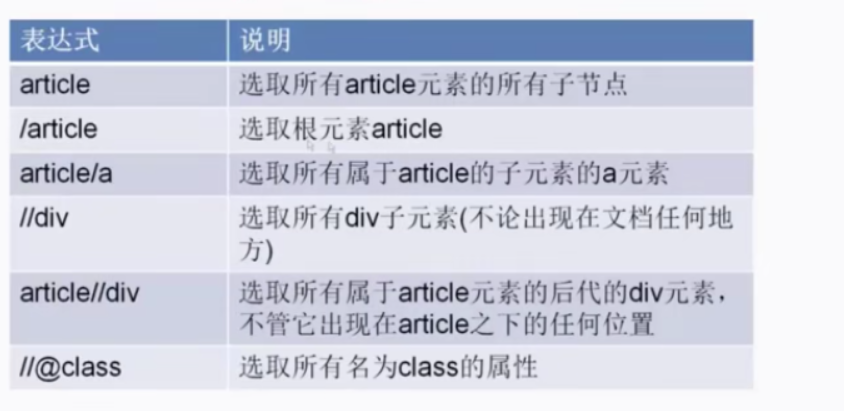 表达式 说明
article 选取所有article元素的所有子节点
/article 选取根元素article
article/a 选取所有属于article的子元素的a元素
//div 选取所有div子元素(不论出现在文档任何地
方)
article//div 选取所有属于article元素的后代的div元素，
不管它出现在article之下的任何位置
//@class 选取所有名为class的属性